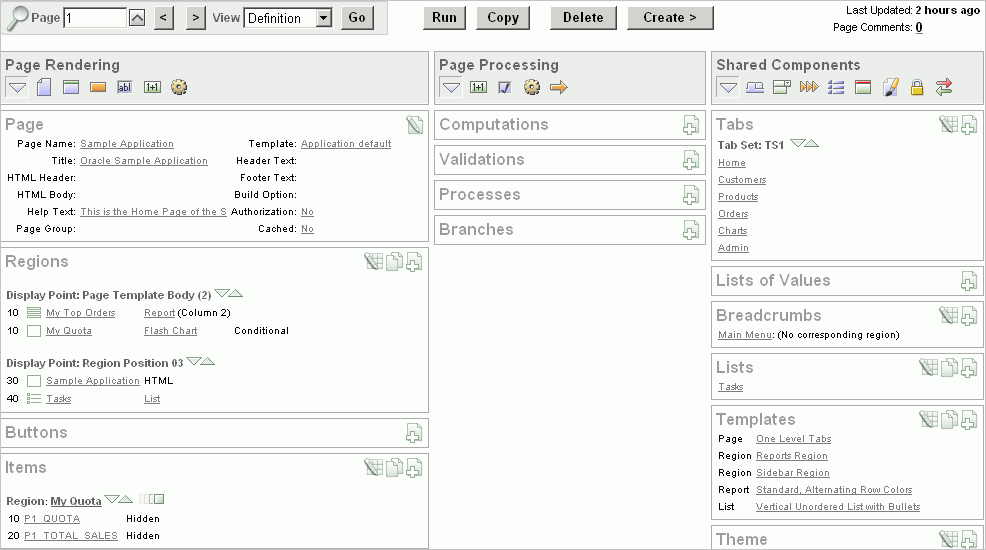 Page 1 < > View Definition Go Run Copy Delete Create >
Last Updated: 2 hours ago
Page Comments: 0
Page Rendering
Page
Page Name: Sample Application Template: Application default
Title: Oracle Sample Application Header Text:
HTML Header: Footer Text:
HTML Body: Build Option:
Help Text: This is the Home Page of the S Authorization: No
Page Group: Cached: No
Regions
Display Point: Page Template Body (2)
10 My Top Orders Report (Column 2)
10 My Quota Flash Chart Conditional
Display Point: Region Position 03
30 Sample Application HTML
40 Tasks List
Buttons
Items
Region: My Quota
10 P1_QUOTA Hidden
20 P1_TOTAL_SALES Hidden
Page Processing
Computations
Validations
Processes
Branches
Shared Components
Tabs
Tab Set: TS1
Home
Customers
Products
Orders
Charts
Admin
Lists of Values
Breadcrumbs
Main Menu: (No corresponding region)
Lists
Tasks
Templates
Page One Level Tabs
Region Reports Region
Region Sidebar Region
Report Standard, Alternating Row Colors
List Vertical Unordered List with Bullets
Theme